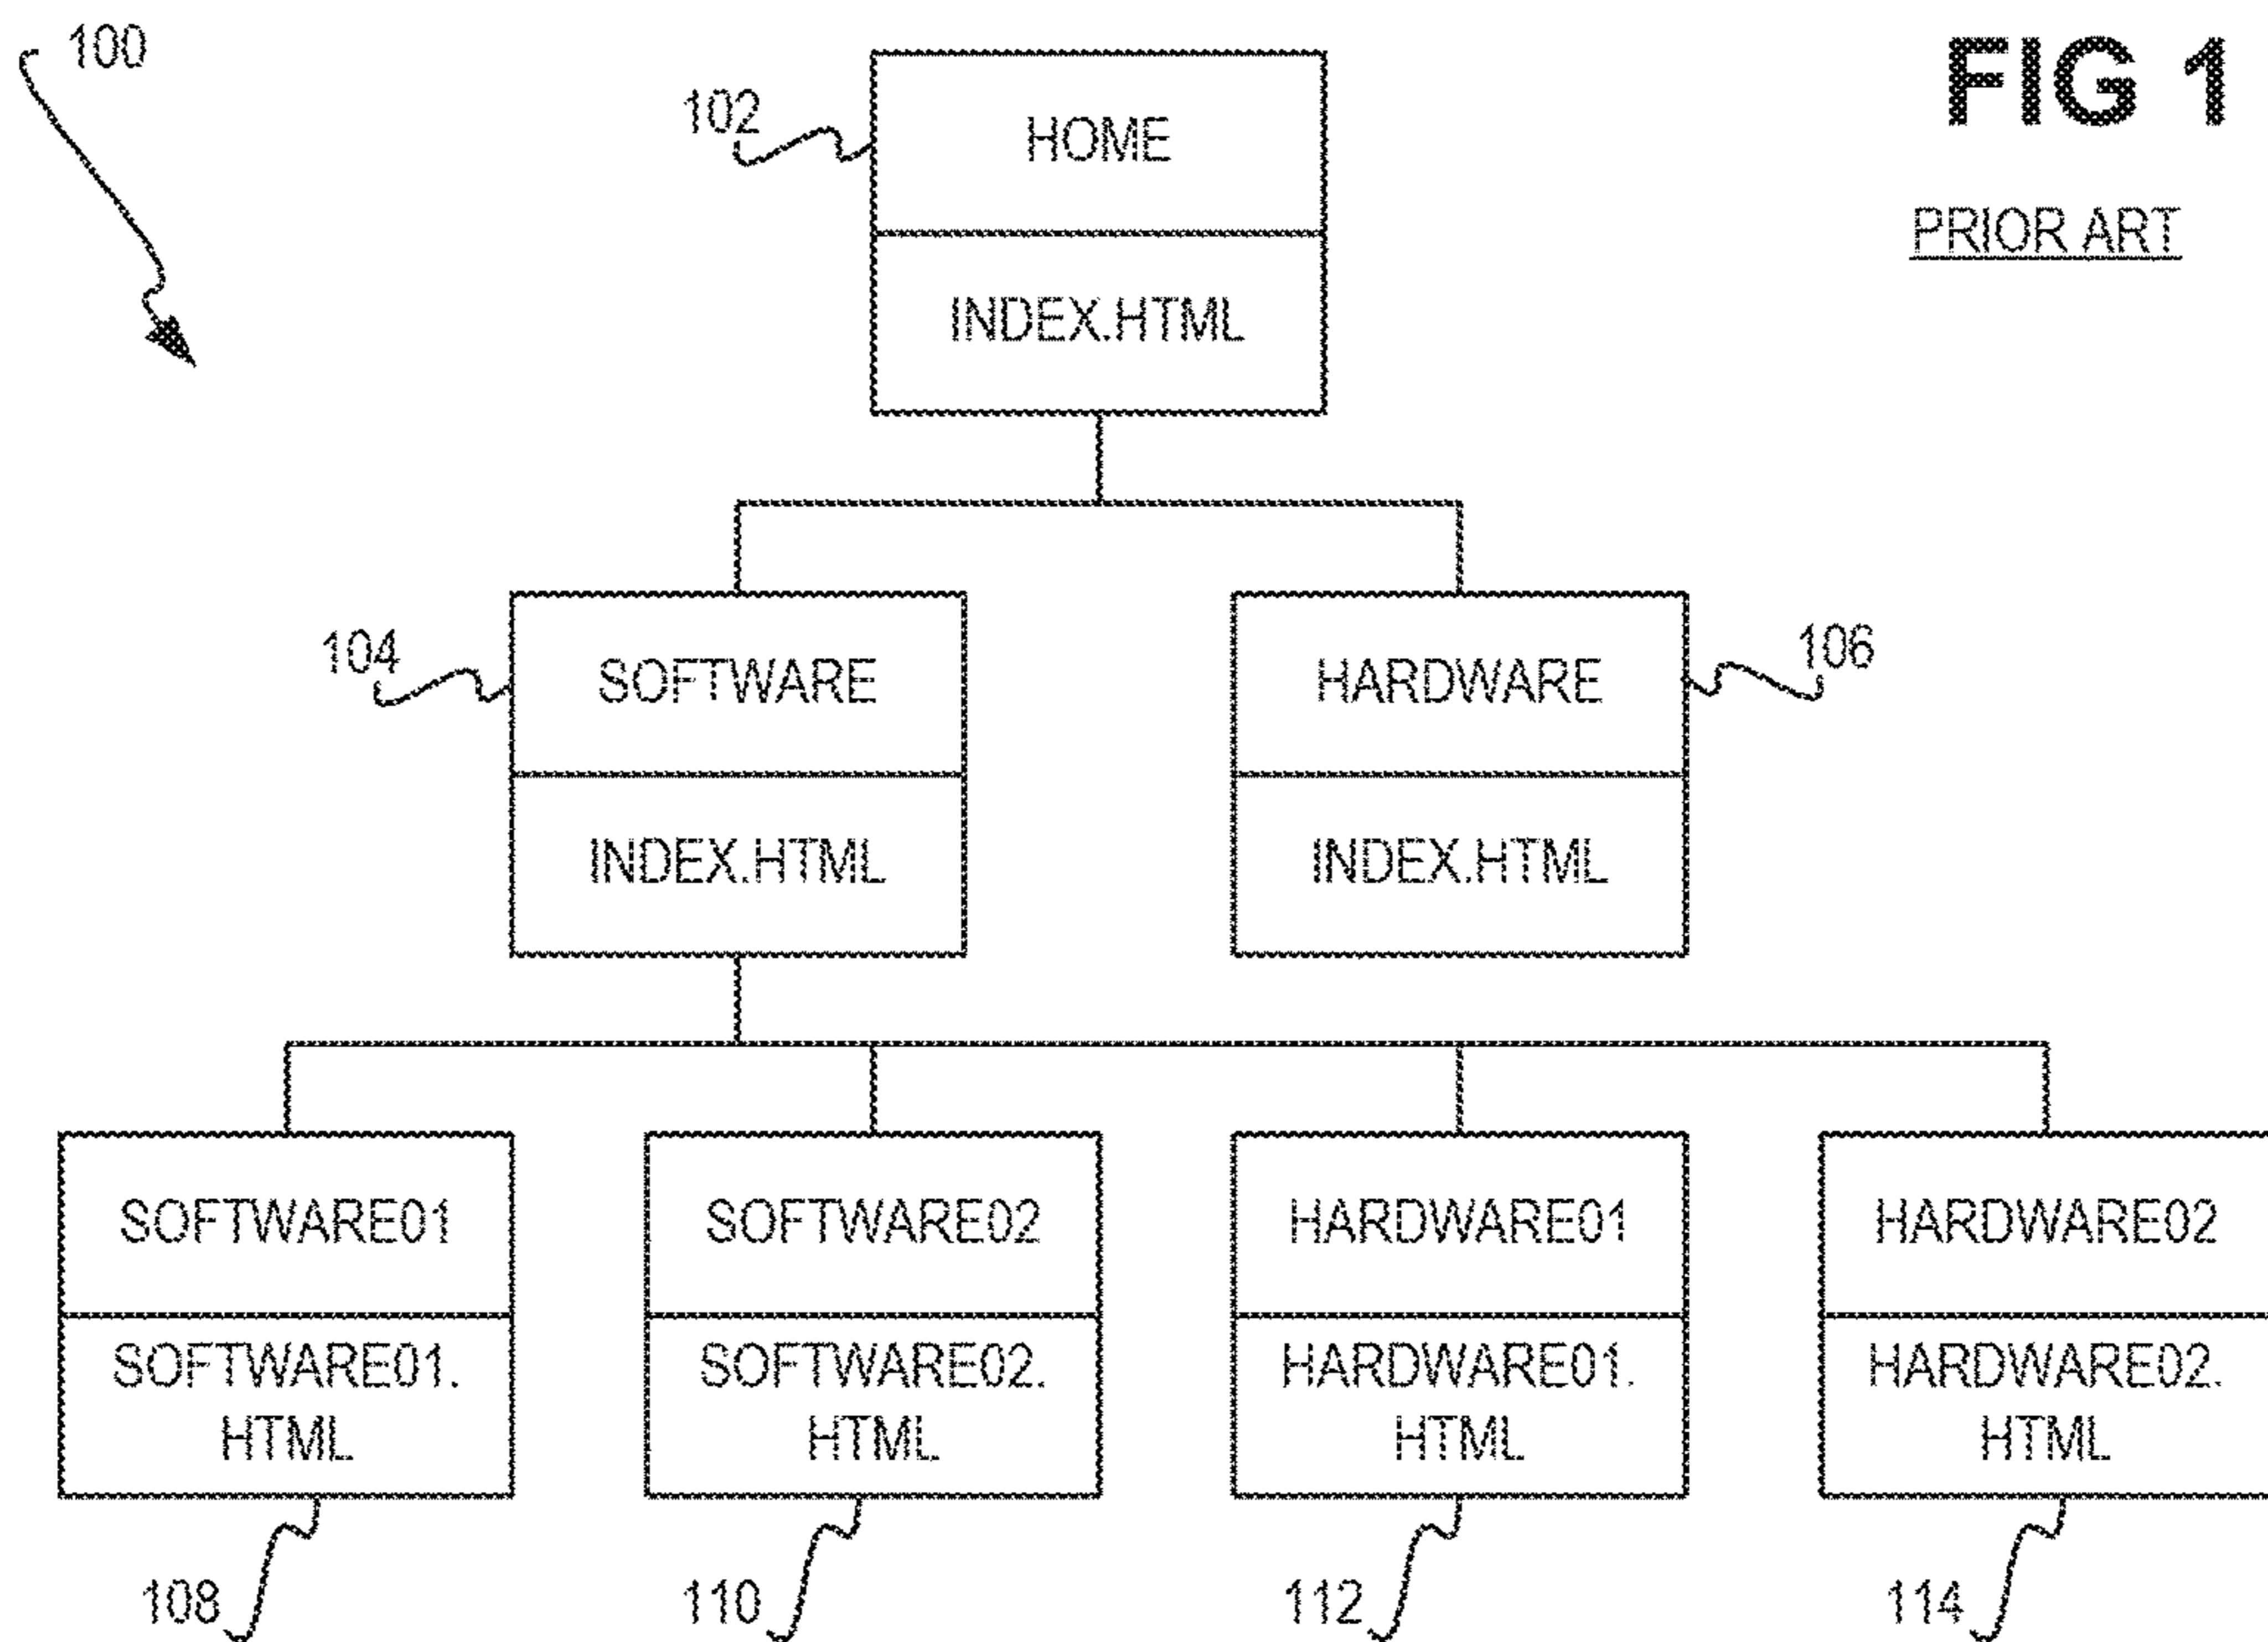 100
FIG 1
PRIOR ART
102
HOME
INDEX.HTML
104
SOFTWARE
INDEX.HTML
HARDWARE
INDEX.HTML
106
SOFTWARE01
SOFTWARE01.
HTML
SOFTWARE02
SOFTWARE02.
HTML
HARDWARE01
HARDWARE01.
HTML
HARDWARE02
HARDWARE02.
HTML
108
110
112
114